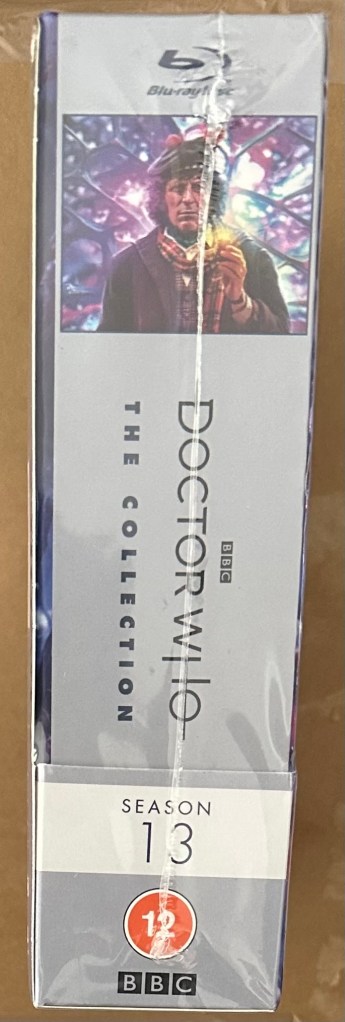 Blu-ray Disc
BBC
DOCTOR WHO
THE COLLECTION
SEASON
13
12
BBC